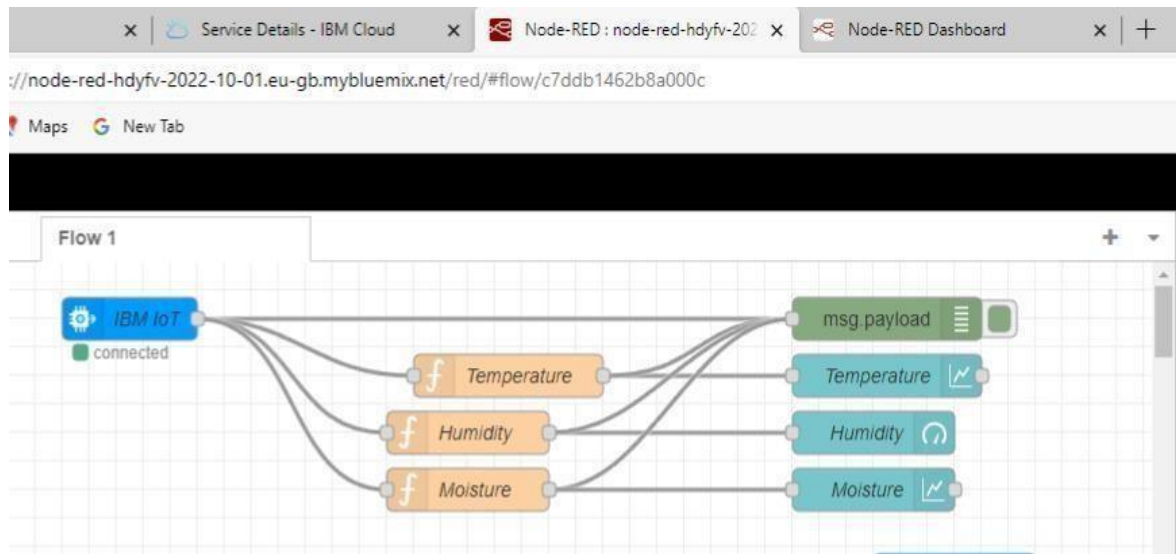 Service Details - IBM Cloud
Node-RED : node-red-hdyfv-202
Node-RED Dashboard
://node-red-hdyfv-2022-10-01.eu-gb.mybluemix.net/red/#flow/c7ddb1462b8a000c
Maps
New Tab
Flow 1
IBM IoT
msg.payload
connected
Temperature
Temperature
Humidity
Humidity
Moisture
Moisture